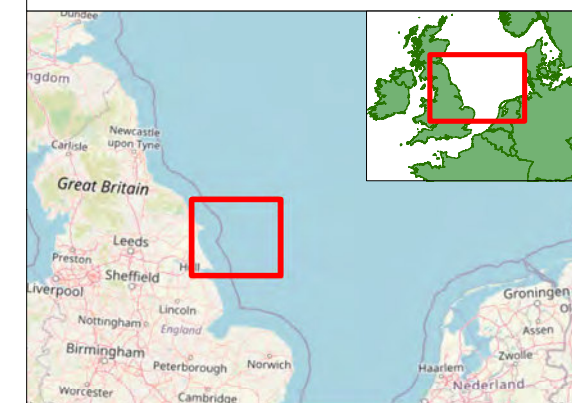 Dundee
ngdom
Newcastle
upon Tyne
Carlisle
Great Britain
Leeds
Preston
Hull
Sheffield
Liverpool
Lincoln
Nottingham
England
Birmingham
Peterborough
Norwich
Worcester
Cambridge
Groningen
Assen
Zwolle
Haarlem
Nederland